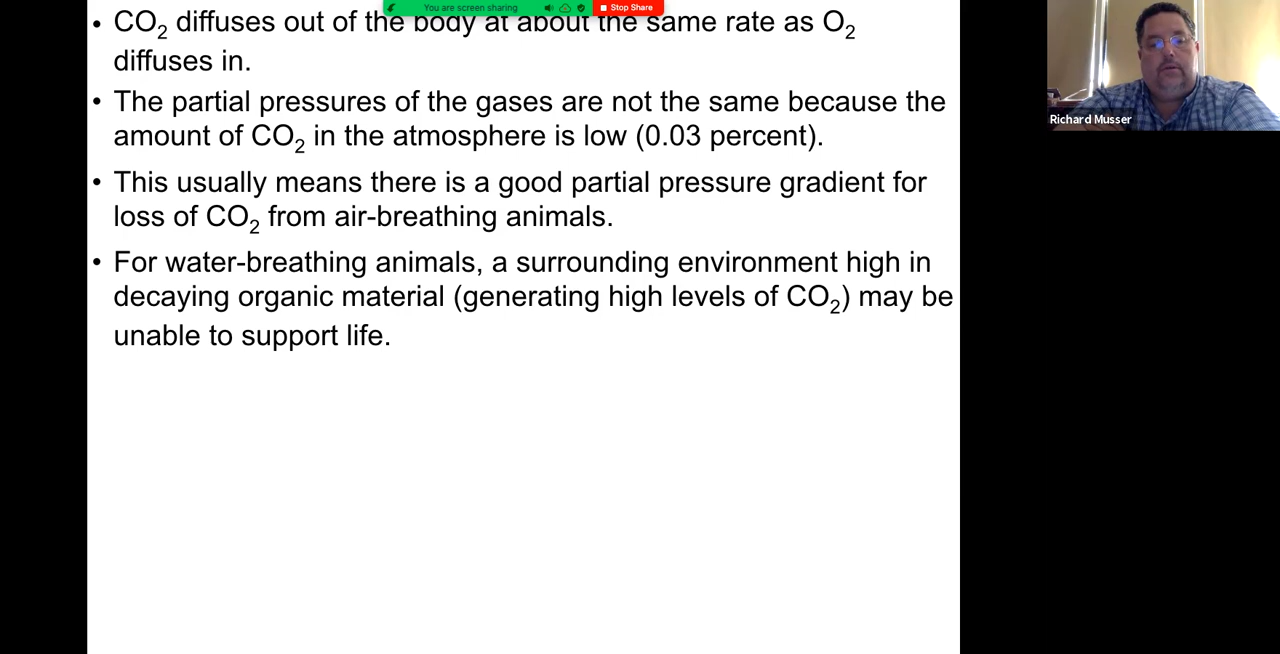 You are screen sharing
Stop Share
• CO₂ diffuses out of the body at about the same rate as O₂
diffuses in.
• The partial pressures of the gases are not the same because the
amount of CO₂ in the atmosphere is low (0.03 percent).
• This usually means there is a good partial pressure gradient for
loss of CO₂ from air-breathing animals.
• For water-breathing animals, a surrounding environment high in
decaying organic material (generating high levels of CO₂) may be
unable to support life.
Richard Musser